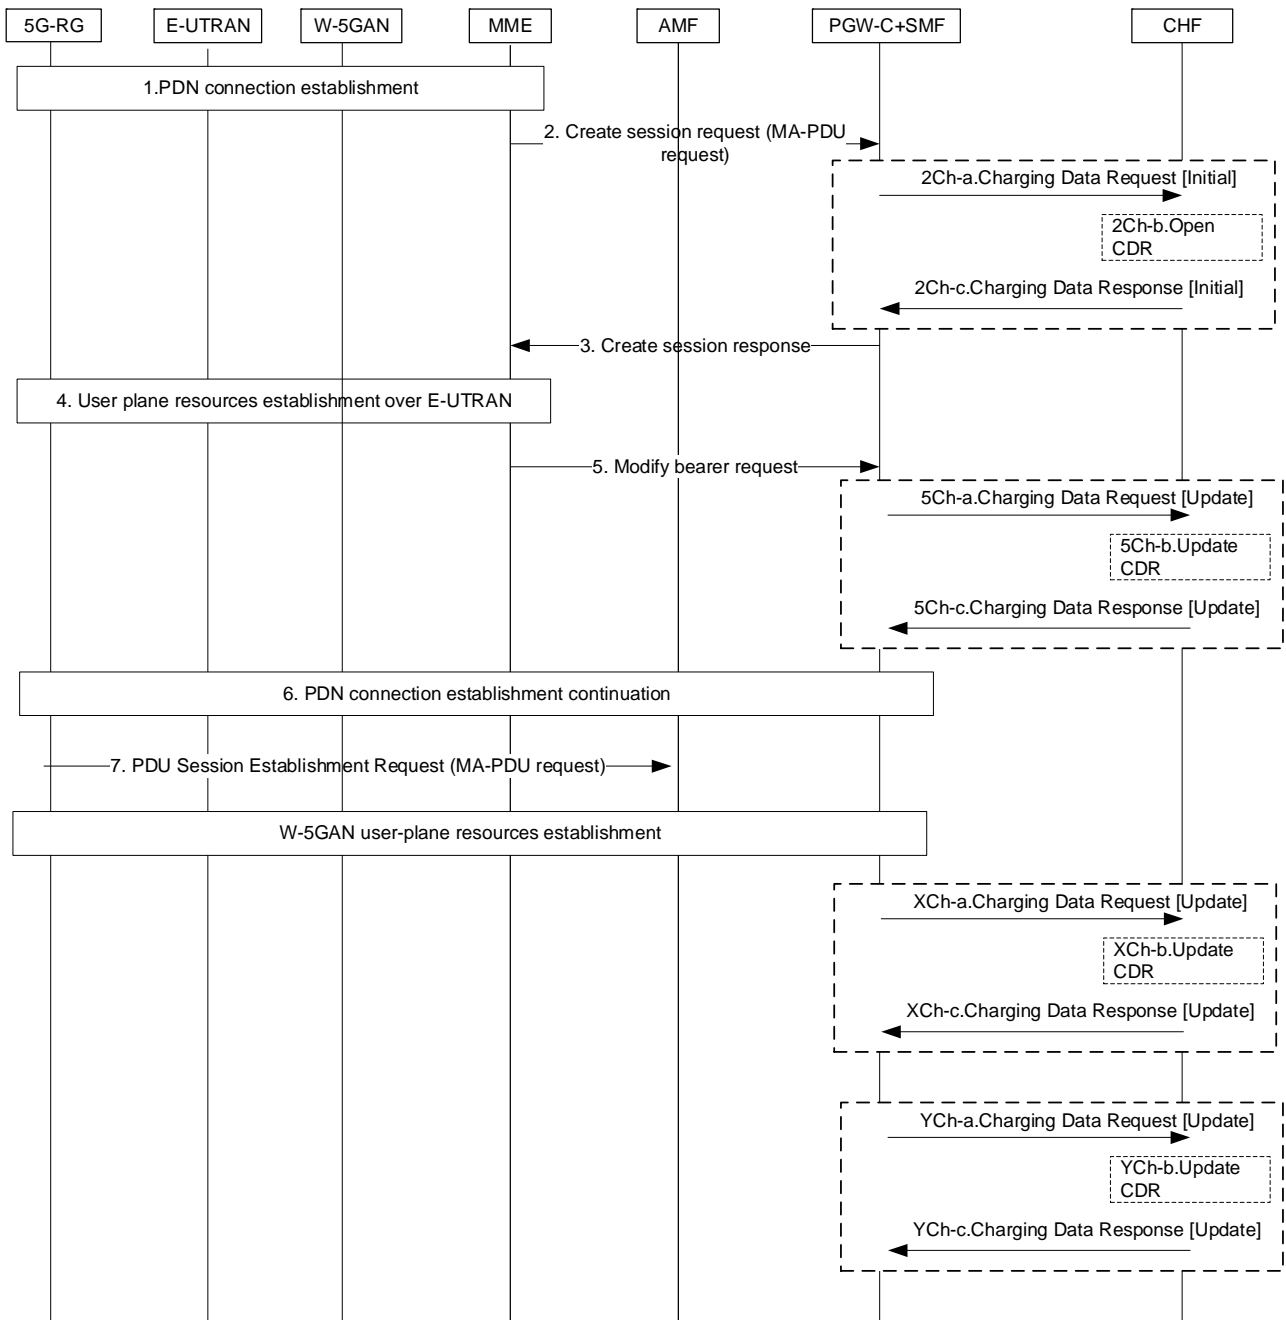 5G-RG
E-UTRAN
W-5GAN
MME
AMF
PGW-C+SMF
CHF
1.PDN connection establishment
2. Create session request (MA-PDU
request)
2Ch-a.Charging Data Request [Initial]
2Ch-b.Open
CDR
2Ch-c.Charging Data Response [Initial]
3. Create session response
4. User plane resources establishment over E-UTRAN
5. Modify bearer request
5Ch-a.Charging Data Request [Update]
5Ch-b.Update
CDR
5Ch-c.Charging Data Response [Update]
6. PDN connection establishment continuation
7. PDU Session Establishment Request (MA-PDU request)
W-5GAN user-plane resources establishment
XCh-a.Charging Data Request [Update]
XCh-b.Update
CDR
XCh-c.Charging Data Response [Update]
YCh-a.Charging Data Request [Update]
YCh-b.Update
CDR
YCh-c.Charging Data Response [Update]